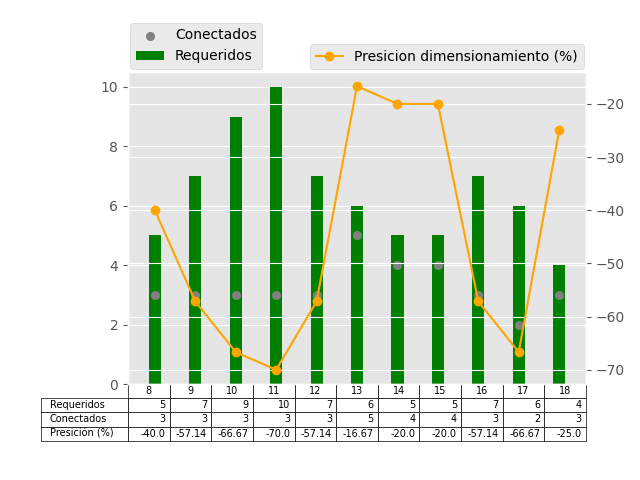 Conectados
Requeridos
Presicion dimensionamiento (%)
10
8
6
4
2
0
−20
−30
−40
−50
−60
−70
8 9 10 11 12 13 14 15 16 17 18
Requeridos 5 7 9 10 7 6 5 5 7 6 4
Conectados 3 3 3 3 3 5 4 4 3 2 3
Presición (%) -40.0 -57.14 -66.67 -70.0 -57.14 -16.67 -20.0 -20.0 -57.14 -66.67 -25.0